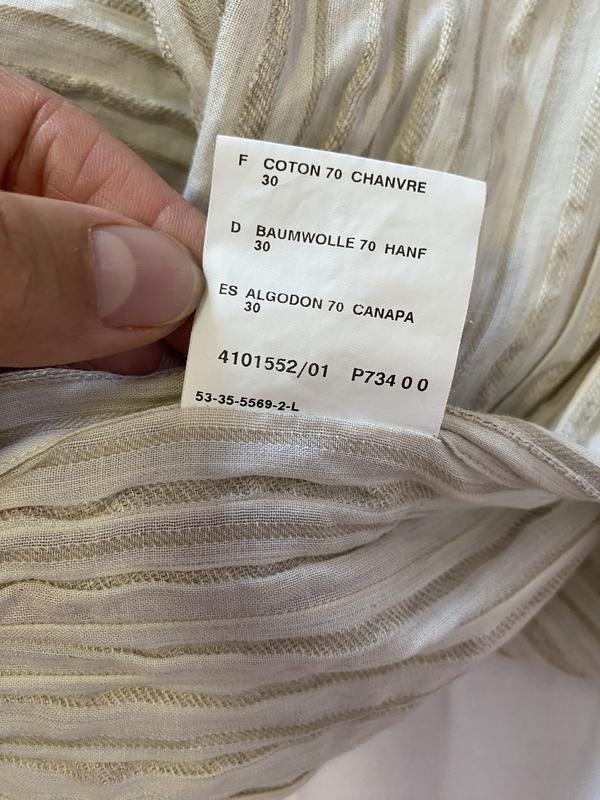 F COTON 70 CHANVRE
30
D BAUMWOLLE 70 HANF
30
ES ALGODON 70 CANAPA
30
4101552/01 P734 0 0
53-35-5569-2-L